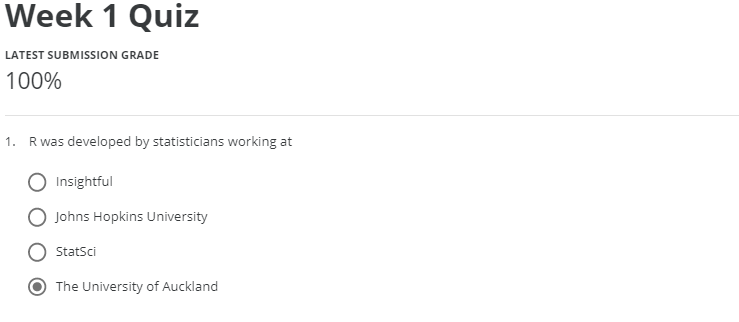 Week 1 Quiz
LATEST SUBMISSION GRADE
100%
1. R was developed by statisticians working at
Insightful
Johns Hopkins University
StatSci
The University of Auckland